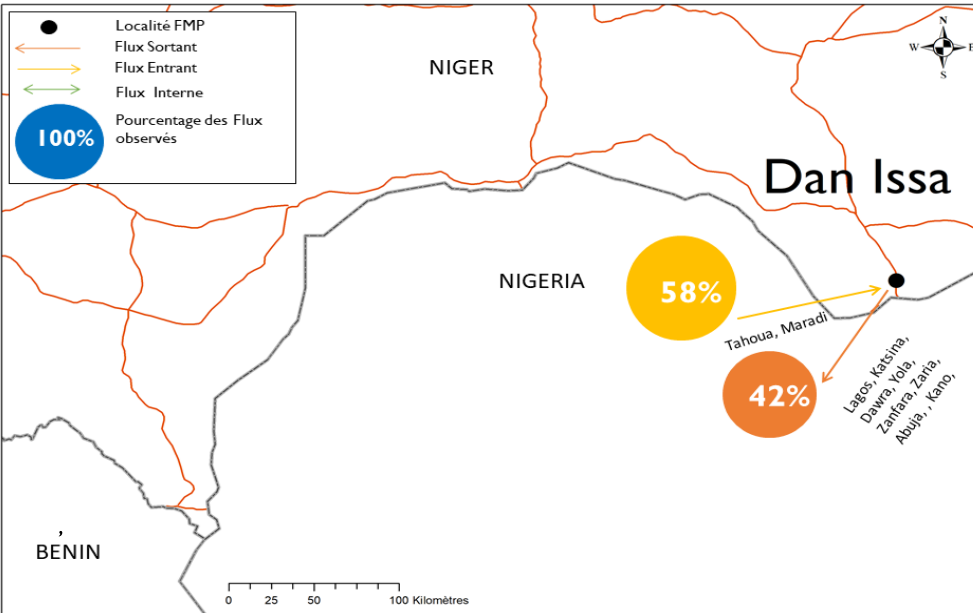 Localité FMP
Flux Sortant
Flux Entrant
Flux Interne
100%
Pourcentage des Flux
observés
NIGER
N
W
E
S
Dan Issa
NIGERIA
58%
Tahoua, Maradi
42%
Lagos, Katsina,
Dawra, Yola,
Zanfara, Zaria,
Abuja, , Kano,
,
BENIN
0 25 50 100 Kilomètres